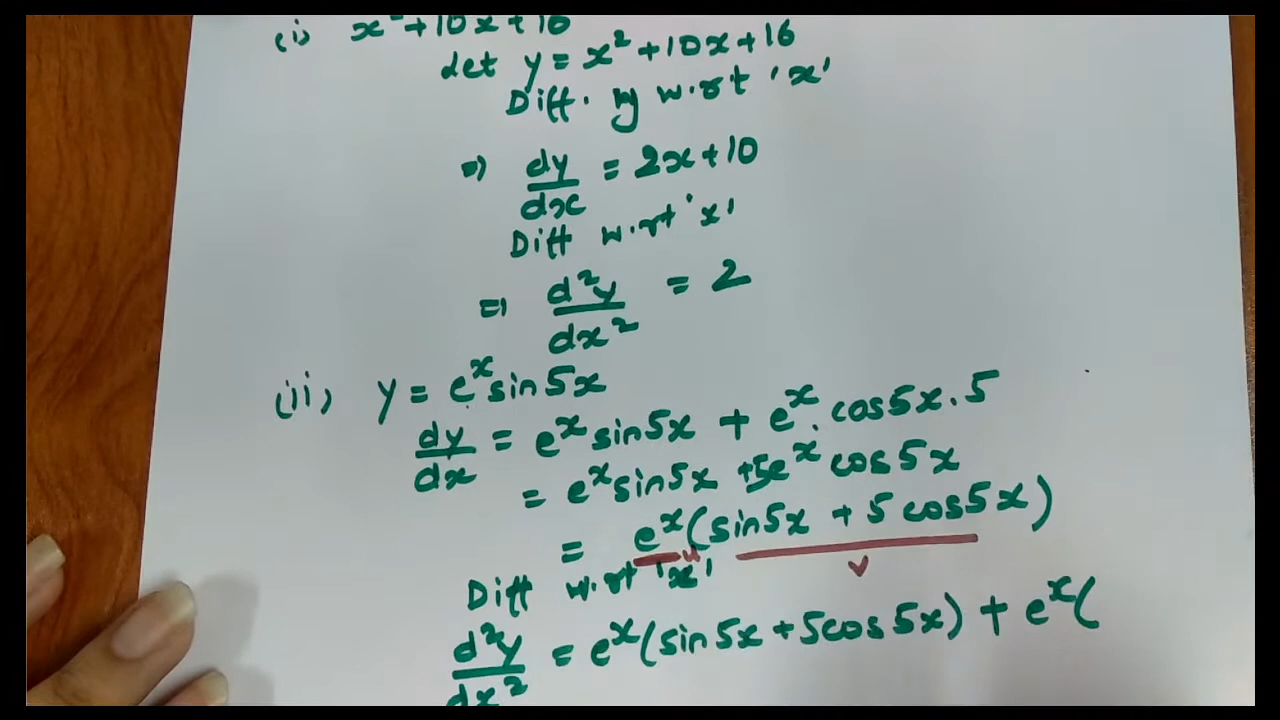 (i) x²+10x+16
Let y = x²+10x+16
Diff. y w.r.t 'x'
⇒ dy/dx = 2x+10
Diff w.r.t 'x'
⇒ d²y/dx² = 2
(ii) y = eˣ sin5x
dy/dx = eˣ sin5x + eˣ. cos5x.5
= eˣ sin5x + 5eˣ cos5x
= eˣ(sin5x + 5 cos5x)
u v
Diff w.r.t 'x'
d²y/dx² = eˣ(sin5x + 5cos5x) + eˣ(